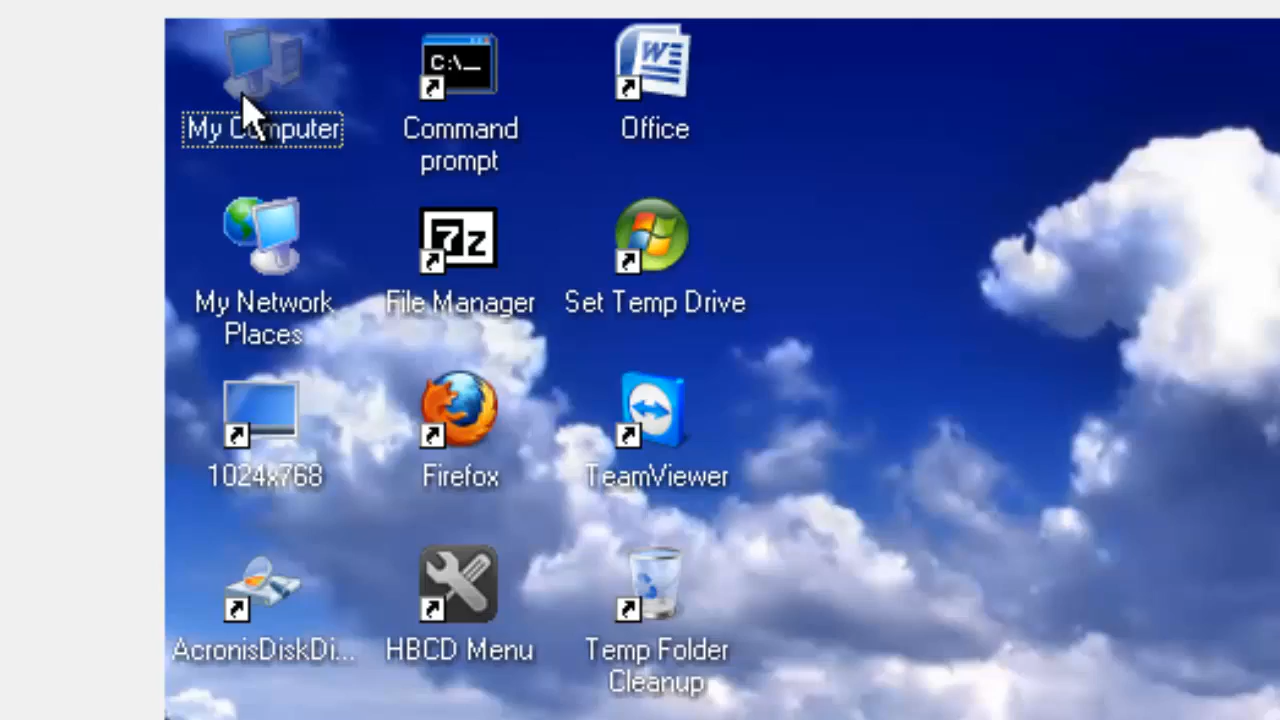 My Computer
Command
prompt
Office
My Network
Places
File Manager
Set Temp Drive
1024x768
Firefox
TeamViewer
AcronisDiskDi...
HBCD Menu
Temp Folder
Cleanup
C:\_
W
7z